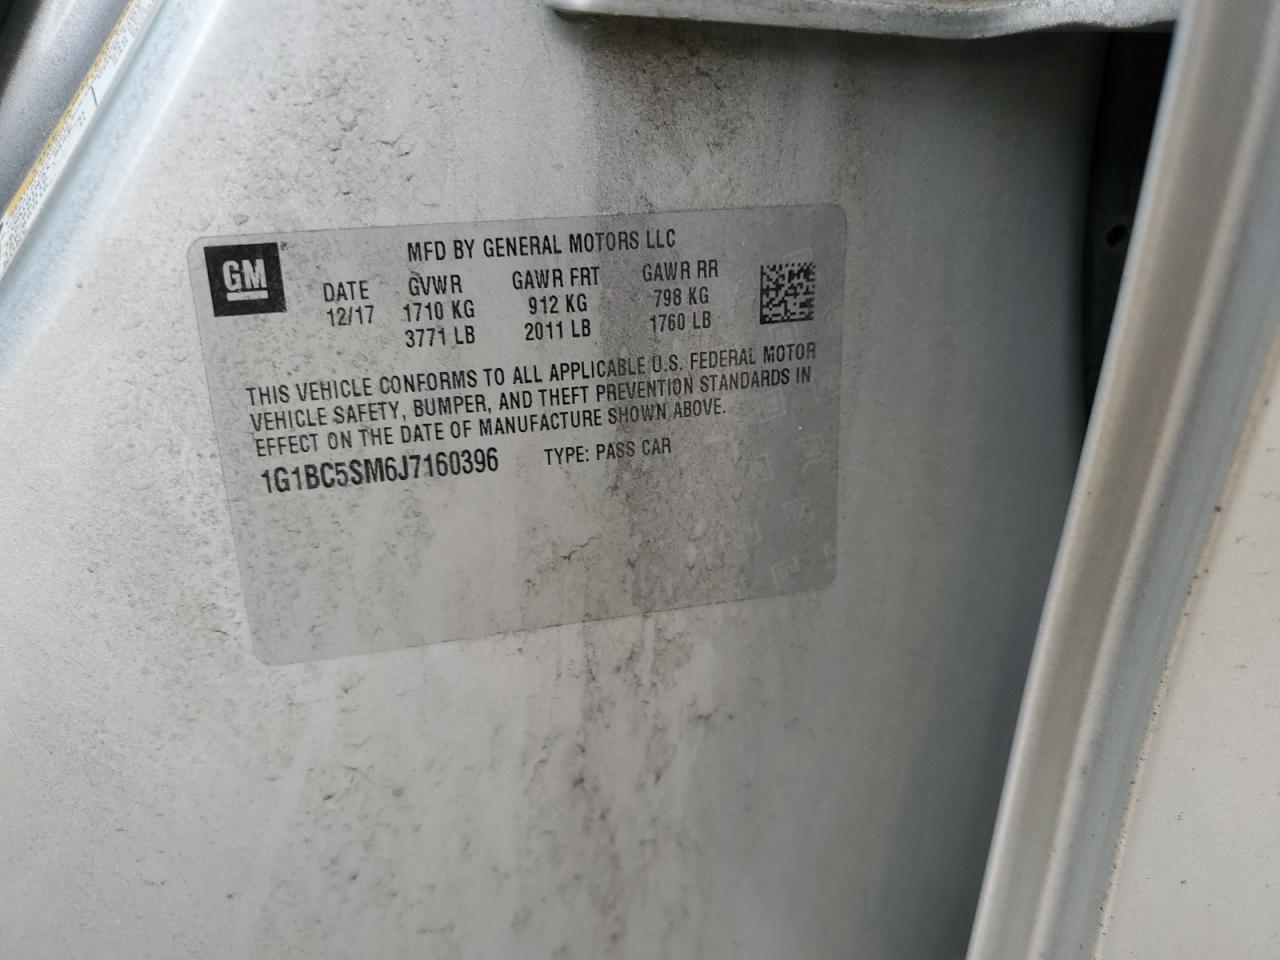 GM
MFD BY GENERAL MOTORS LLC
DATE GVWR GAWR FRT GAWR RR
12/17 1710 KG 912 KG 798 KG
3771 LB 2011 LB 1760 LB
THIS VEHICLE CONFORMS TO ALL APPLICABLE U.S. FEDERAL MOTOR
VEHICLE SAFETY, BUMPER, AND THEFT PREVENTION STANDARDS IN
EFFECT ON THE DATE OF MANUFACTURE SHOWN ABOVE.
1G1BC5SM6J7160396 TYPE: PASS CAR